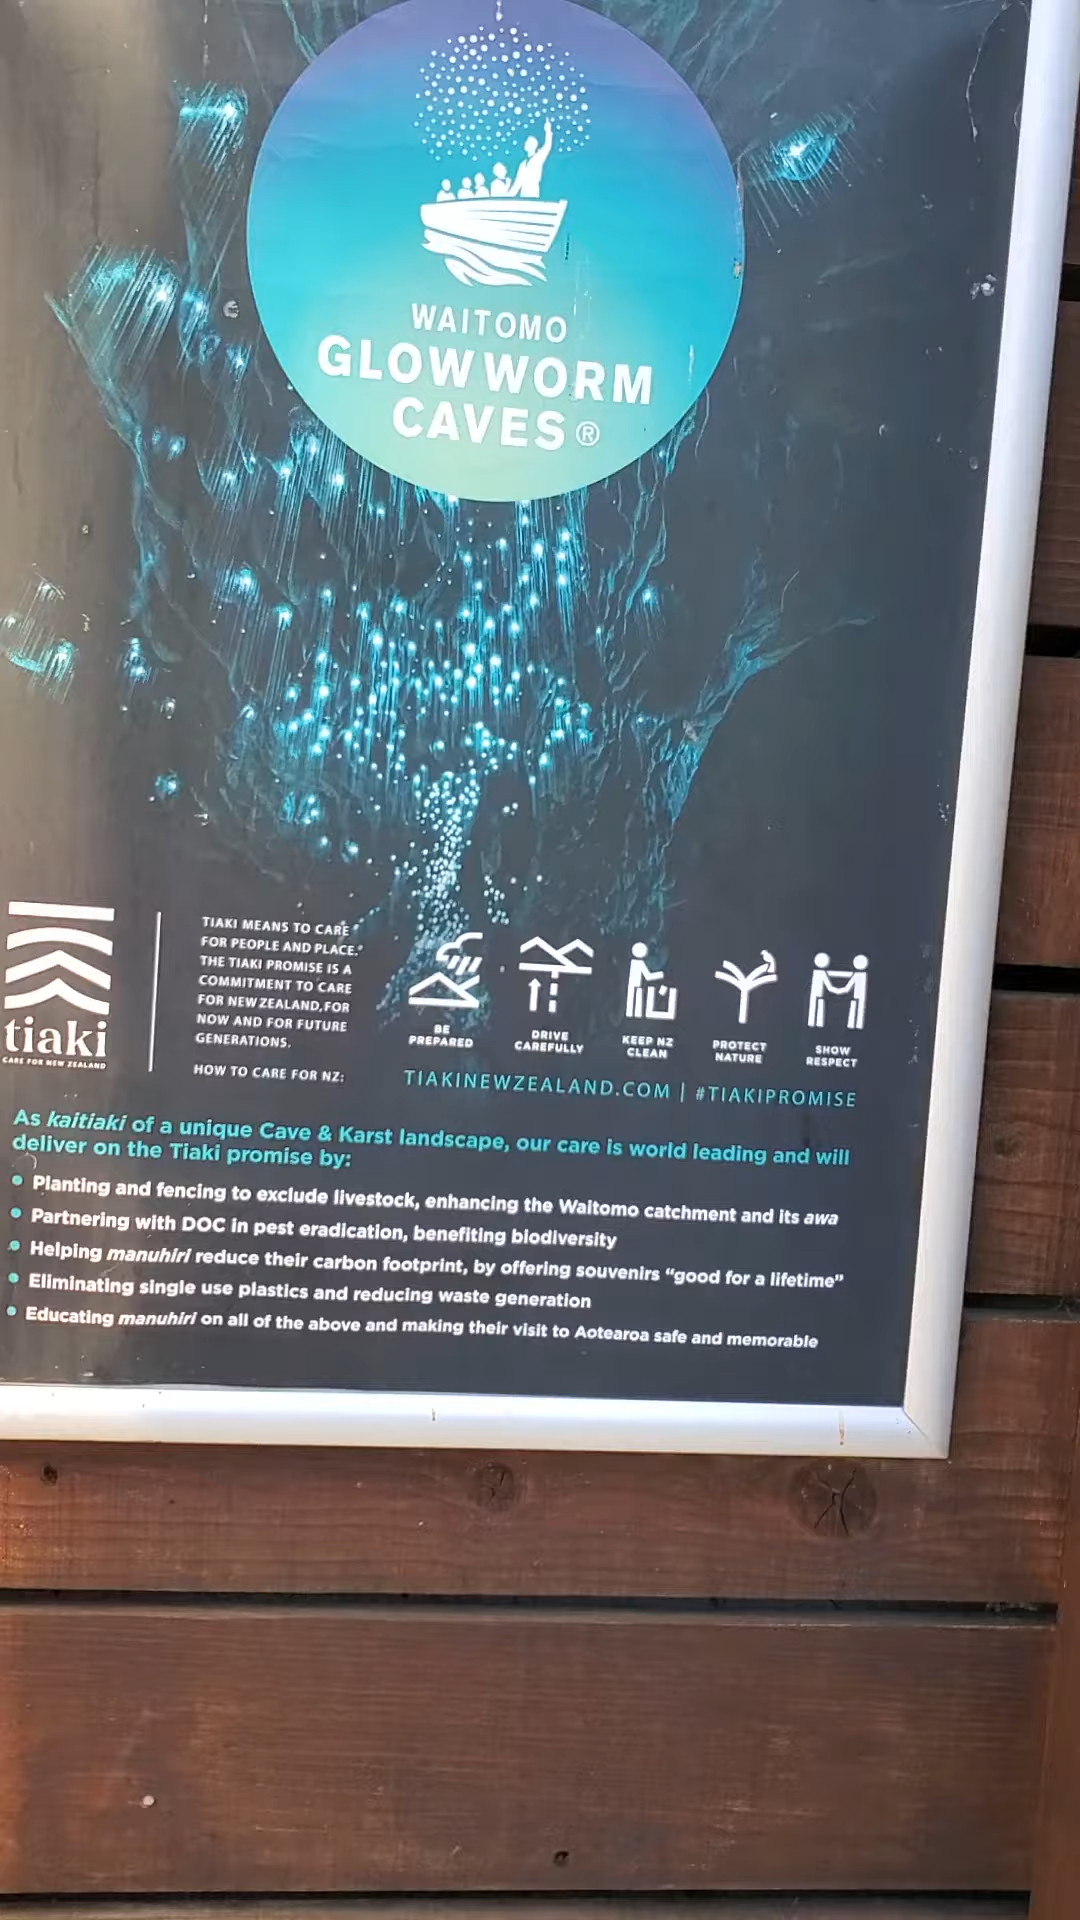 WAITOMO
GLOWWORM
CAVES®
TIAKI MEANS TO CARE
FOR PEOPLE AND PLACE.
THE TIAKI PROMISE IS A
COMMITMENT TO CARE
FOR NEW ZEALAND, FOR
NOW AND FOR FUTURE
GENERATIONS.
HOW TO CARE FOR NZ:
tiaki
CARE FOR NEW ZEALAND
BE
PREPARED
DRIVE
CAREFULLY
KEEP NZ
CLEAN
PROTECT
NATURE
SHOW
RESPECT
TIAKINEWZEALAND.COM | #TIAKIPROMISE
As kaitiaki of a unique Cave & Karst landscape, our care is world leading and will
deliver on the Tiaki promise by:
• Planting and fencing to exclude livestock, enhancing the Waitomo catchment and its awa
• Partnering with DOC in pest eradication, benefiting biodiversity
• Helping manuhiri reduce their carbon footprint, by offering souvenirs “good for a lifetime”
• Eliminating single use plastics and reducing waste generation
• Educating manuhiri on all of the above and making their visit to Aotearoa safe and memorable